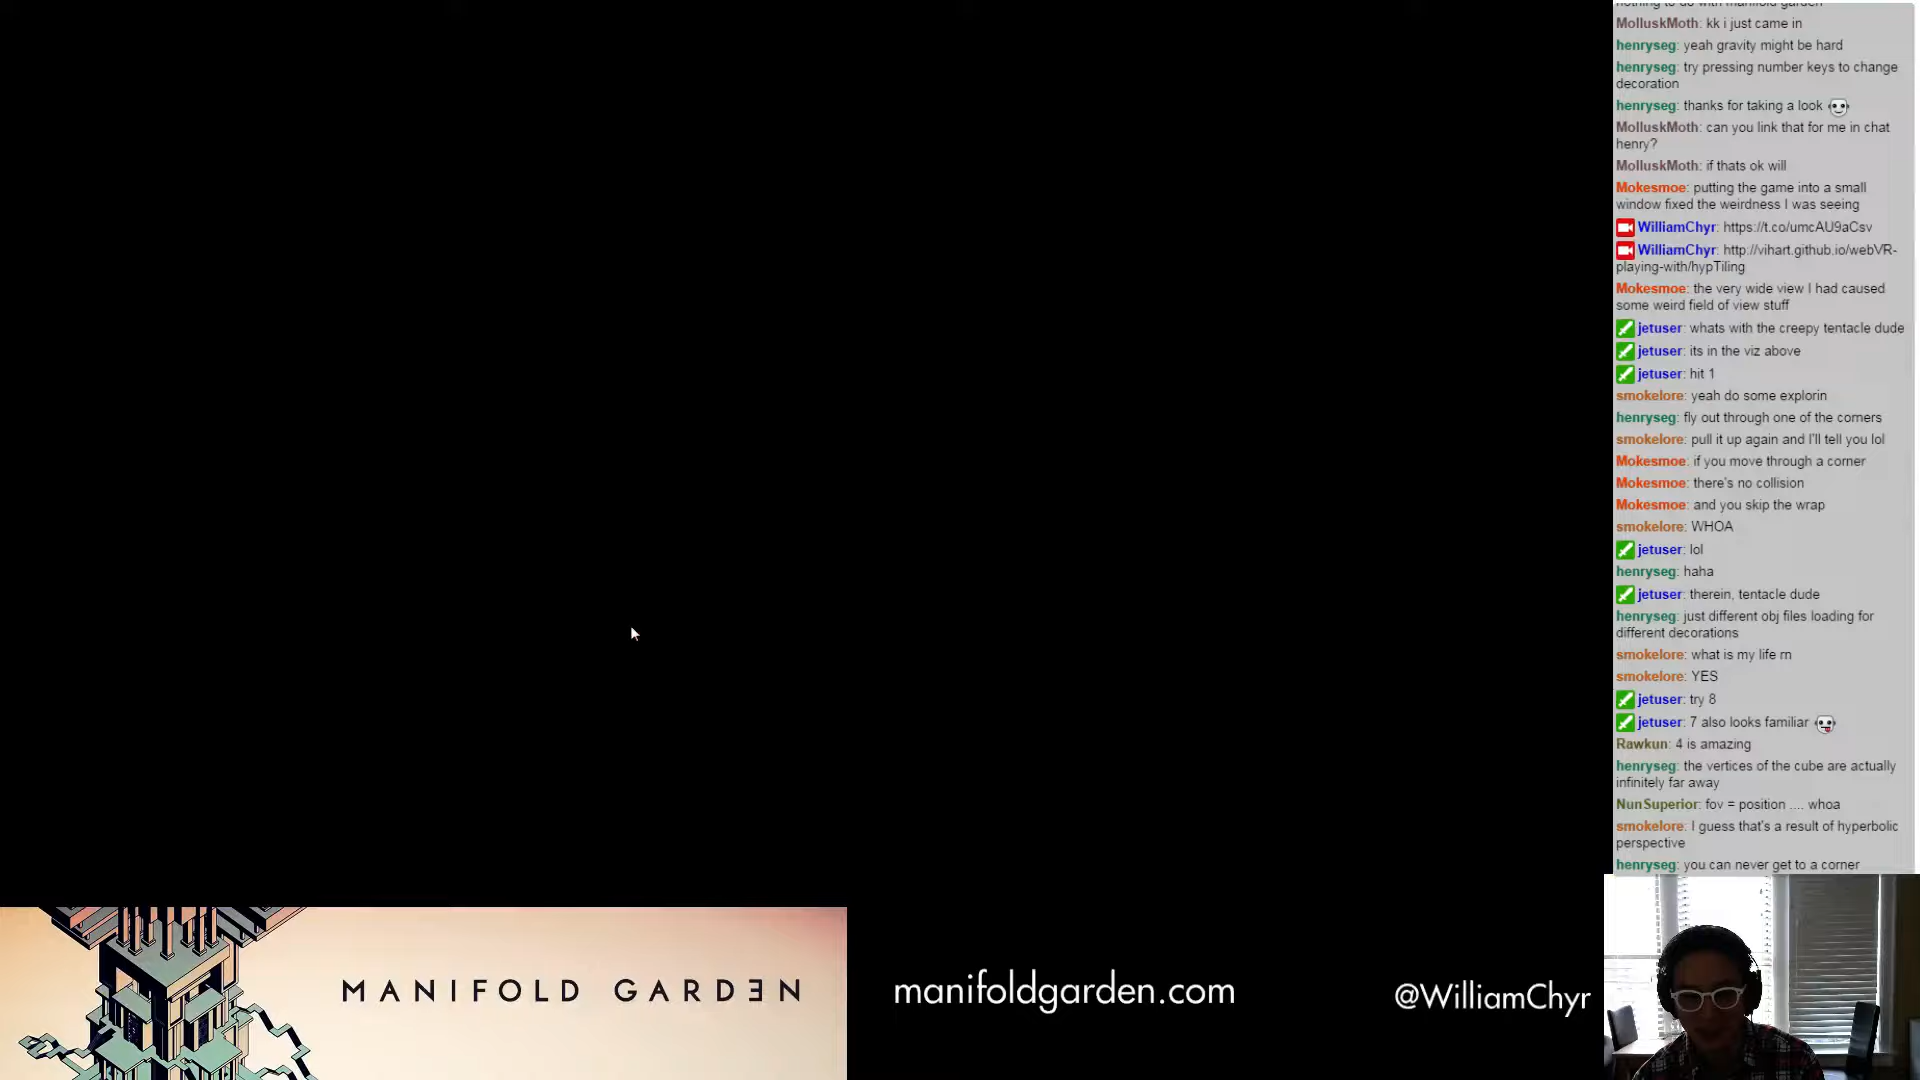 nothing to do with manifold garden
MolluskMoth: kk i just came in
henryseg: yeah gravity might be hard
henryseg: try pressing number keys to change
decoration
henryseg: thanks for taking a look
MolluskMoth: can you link that for me in chat
henry?
MolluskMoth: if thats ok will
Mokesmoe: putting the game into a small
window fixed the weirdness I was seeing
WilliamChyr: https://t.co/umcAU9aCsv
WilliamChyr: http://vihart.github.io/webVR-
playing-with/hypTiling
Mokesmoe: the very wide view I had caused
some weird field of view stuff
jetuser: whats with the creepy tentacle dude
jetuser: its in the viz above
jetuser: hit 1
smokelore: yeah do some explorin
henryseg: fly out through one of the corners
smokelore: pull it up again and I'll tell you lol
Mokesmoe: if you move through a corner
Mokesmoe: there's no collision
Mokesmoe: and you skip the wrap
smokelore: WHOA
jetuser: lol
henryseg: haha
jetuser: therein, tentacle dude
henryseg: just different obj files loading for
different decorations
smokelore: what is my life rn
smokelore: YES
jetuser: try 8
jetuser: 7 also looks familiar
Rawkun: 4 is amazing
henryseg: the vertices of the cube are actually
infinitely far away
NunSuperior: fov = position .... whoa
smokelore: I guess that's a result of hyperbolic
perspective
henryseg: you can never get to a corner
MANIFOLD GARDƎN
manifoldgarden.com
@WilliamChyr